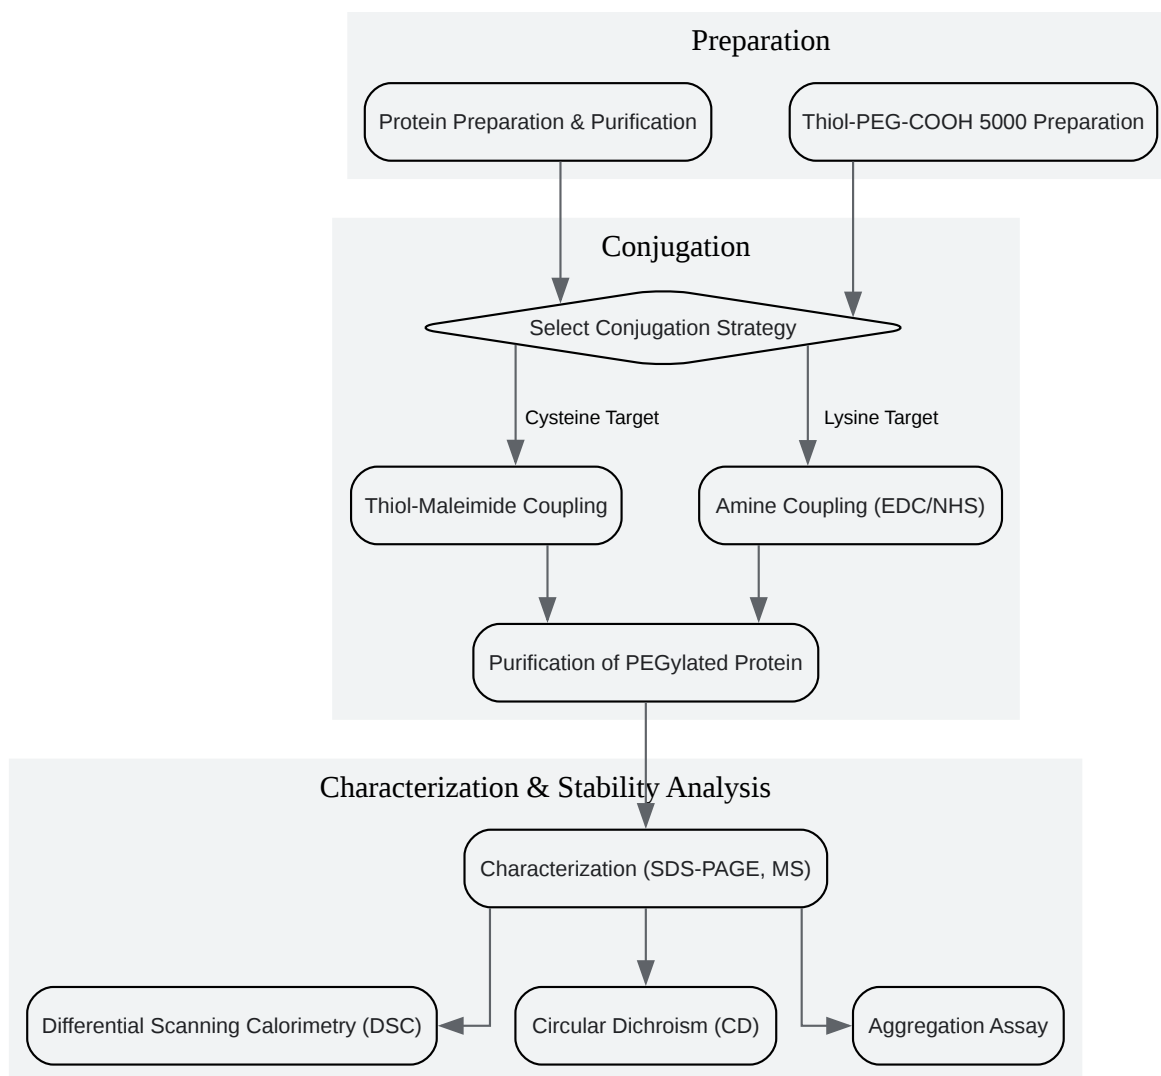 Preparation
Protein Preparation & Purification
Thiol-PEG-COOH 5000 Preparation
Conjugation
Select Conjugation Strategy
Cysteine Target
Lysine Target
Thiol-Maleimide Coupling
Amine Coupling (EDC/NHS)
Purification of PEGylated Protein
Characterization & Stability Analysis
Characterization (SDS-PAGE, MS)
Differential Scanning Calorimetry (DSC)
Circular Dichroism (CD)
Aggregation Assay